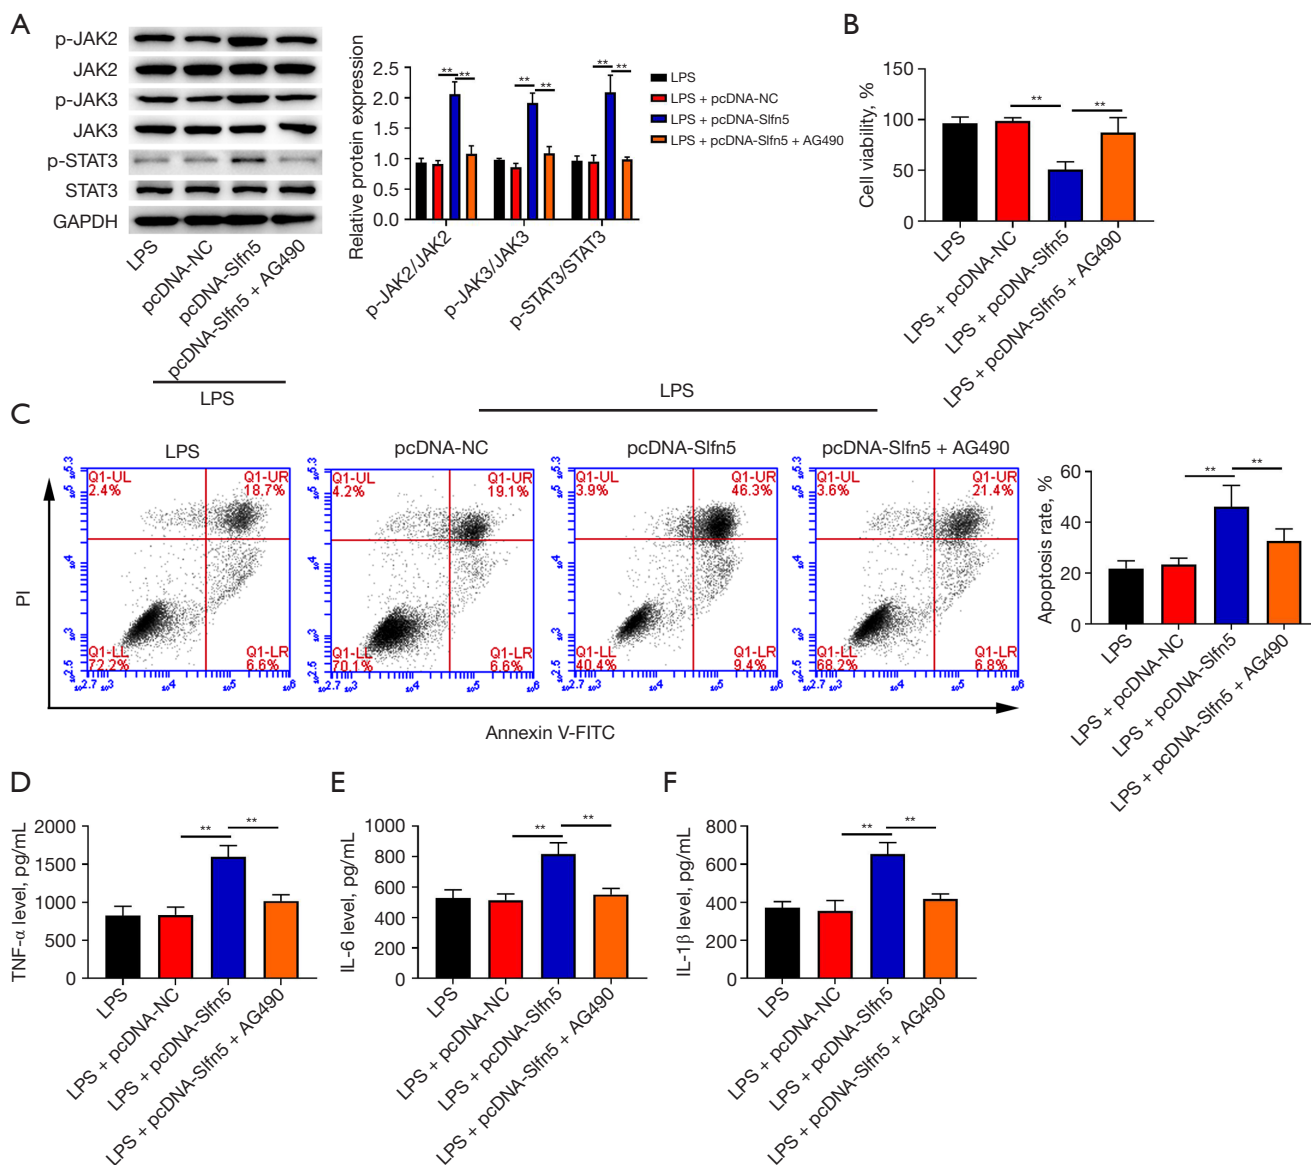 A
p-JAK2
JAK2
p-JAK3
JAK3
p-STAT3
STAT3
GAPDH
LPS
pcDNA-NC
pcDNA-Slfn5
pcDNA-Slfn5 + AG490
LPS
Relative protein expression
2.5
2.0
1.5
1.0
0.5
0.0
** **
** **
** **
p-JAK2/JAK2
p-JAK3/JAK3
p-STAT3/STAT3
LPS
LPS + pcDNA-NC
LPS + pcDNA-Slfn5
LPS + pcDNA-Slfn5 + AG490
B
Cell viability, %
150
100
50
0
** **
LPS
LPS + pcDNA-NC
LPS + pcDNA-Slfn5
LPS + pcDNA-Slfn5 + AG490
C
LPS
LPS
pcDNA-NC
pcDNA-Slfn5
pcDNA-Slfn5 + AG490
PI
Q1-UL
2.4%
Q1-UR
18.7%
Q1-LL
72.2%
Q1-LR
6.6%
Q1-UL
4.2%
Q1-UR
19.1%
Q1-LL
70.1%
Q1-LR
6.6%
Q1-UL
3.9%
Q1-UR
46.3%
Q1-LL
40.4%
Q1-LR
9.4%
Q1-UL
3.6%
Q1-UR
21.4%
Q1-LL
68.2%
Q1-LR
6.8%
Annexin V-FITC
Apoptosis rate, %
60
40
20
0
** **
LPS
LPS + pcDNA-NC
LPS + pcDNA-Slfn5
LPS + pcDNA-Slfn5 + AG490
D
TNF-α level, pg/mL
2000
1500
1000
500
0
** **
LPS
LPS + pcDNA-NC
LPS + pcDNA-Slfn5
LPS + pcDNA-Slfn5 + AG490
E
IL-6 level, pg/mL
1000
800
600
400
200
0
** **
LPS
LPS + pcDNA-NC
LPS + pcDNA-Slfn5
LPS + pcDNA-Slfn5 + AG490
F
IL-1β level, pg/mL
800
600
400
200
0
** **
LPS
LPS + pcDNA-NC
LPS + pcDNA-Slfn5
LPS + pcDNA-Slfn5 + AG490